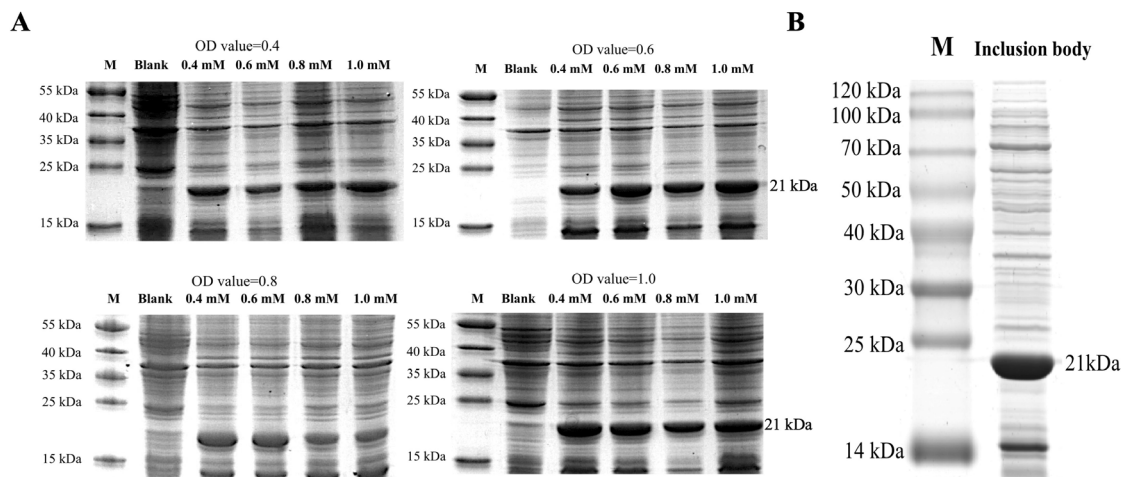 A
OD value=0.4
M Blank 0.4 mM 0.6 mM 0.8 mM 1.0 mM
55 kDa
40 kDa
35 kDa
25 kDa
15 kDa
OD value=0.6
M Blank 0.4 mM 0.6 mM 0.8 mM 1.0 mM
55 kDa
40 kDa
35 kDa
25 kDa
21 kDa
15 kDa
OD value=0.8
M Blank 0.4 mM 0.6 mM 0.8 mM 1.0 mM
55 kDa
40 kDa
35 kDa
25 kDa
15 kDa
OD value=1.0
M Blank 0.4 mM 0.6 mM 0.8 mM 1.0 mM
55 kDa
40 kDa
35 kDa
25 kDa
21 kDa
15 kDa
B
M Inclusion body
120 kDa
100 kDa
70 kDa
50 kDa
40 kDa
30 kDa
25 kDa
21kDa
14 kDa